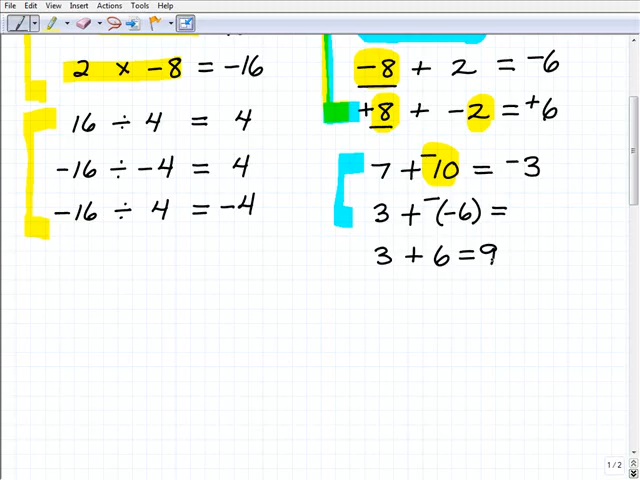 File Edit View Insert Actions Tools Help
2 × -8 = -16
16 ÷ 4 = 4
-16 ÷ -4 = 4
-16 ÷ 4 = -4
-8 + 2 = -6
+8 + -2 = +6
7 + -10 = -3
3 + -(-6) =
3 + 6 = 9
1/2